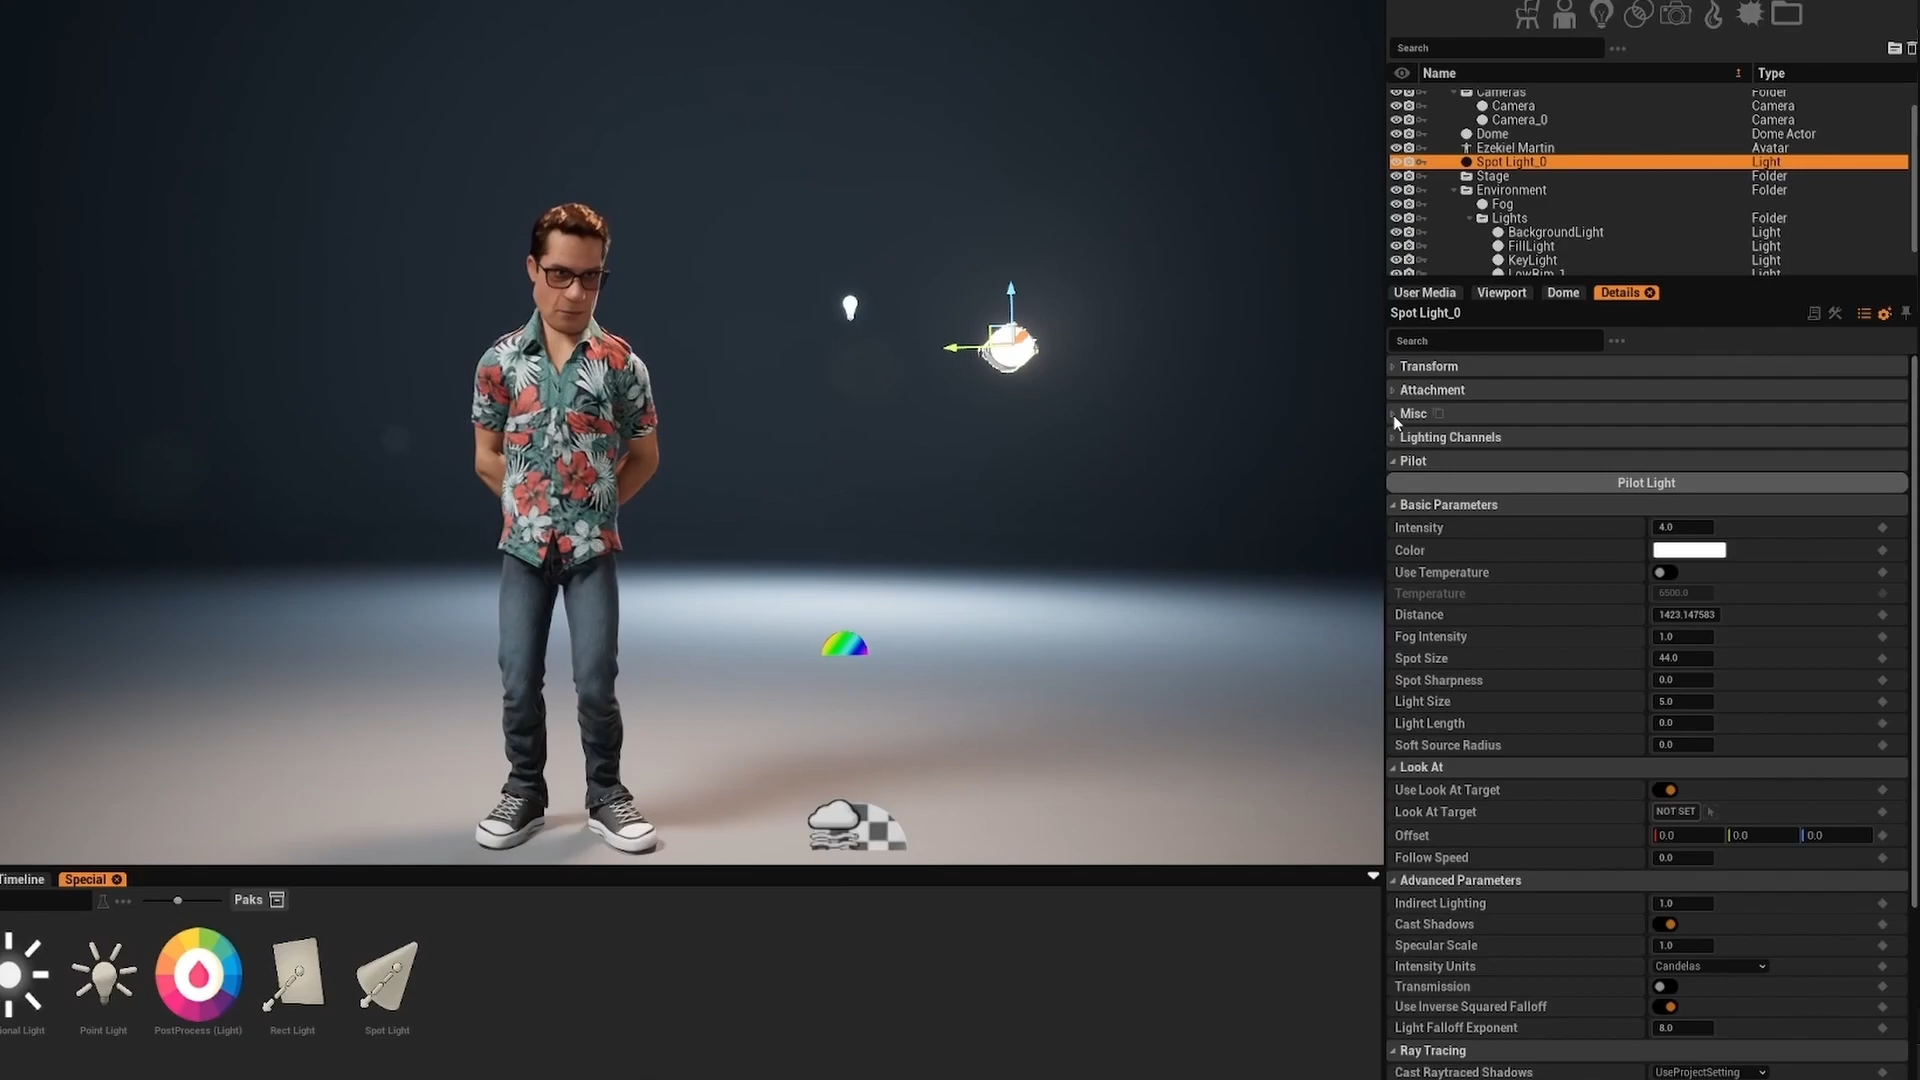 Search
Name Type
Cameras Folder
Camera Camera
Camera_0 Camera
Dome Dome Actor
Ezekiel Martin Avatar
Spot Light_0 Light
Stage Folder
Environment Folder
Fog
Lights Folder
BackgroundLight Light
FillLight Light
KeyLight Light
LowRim_1 Light
User Media Viewport Dome Details
Spot Light_0
Search
Transform
Attachment
Misc
Lighting Channels
Pilot
Pilot Light
Basic Parameters
Intensity 4.0
Color
Use Temperature
Temperature 6500.0
Distance 1423.147583
Fog Intensity 1.0
Spot Size 44.0
Spot Sharpness 0.0
Light Size 5.0
Light Length 0.0
Soft Source Radius 0.0
Look At
Use Look At Target
Look At Target NOT SET
Offset 0.0 0.0 0.0
Follow Speed 0.0
Advanced Parameters
Indirect Lighting 1.0
Cast Shadows
Specular Scale 1.0
Intensity Units Candelas
Transmission
Use Inverse Squared Falloff
Light Falloff Exponent 8.0
Ray Tracing
Cast Raytraced Shadows UseProjectSetting
Timeline Special
Paks
ional Light Point Light PostProcess (Light) Rect Light Spot Light